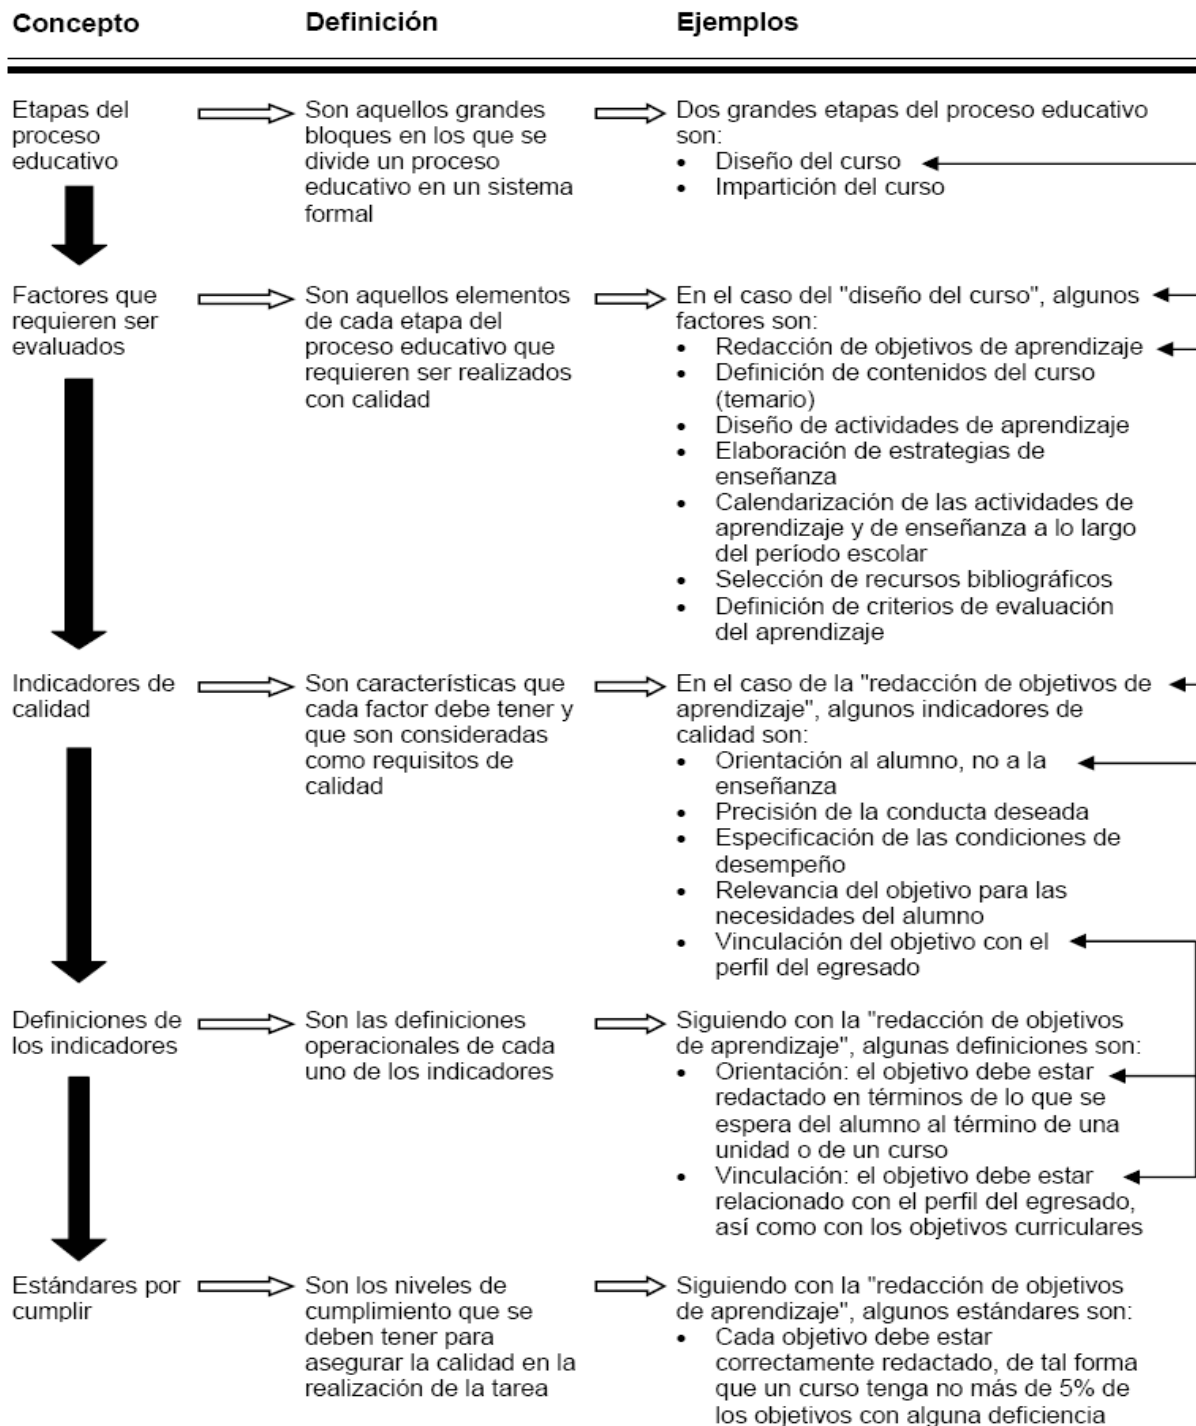 Concepto
Definición
Ejemplos
Etapas del
proceso
educativo
Son aquellos grandes
bloques en los que se
divide un proceso
educativo en un sistema
formal
Dos grandes etapas del proceso educativo
son:
• Diseño del curso
• Impartición del curso
Factores que
requieren ser
evaluados
Son aquellos elementos
de cada etapa del
proceso educativo que
requieren ser realizados
con calidad
En el caso del "diseño del curso", algunos
factores son:
• Redacción de objetivos de aprendizaje
• Definición de contenidos del curso
(temario)
• Diseño de actividades de aprendizaje
• Elaboración de estrategias de
enseñanza
• Calendarización de las actividades de
aprendizaje y de enseñanza a lo largo
del período escolar
• Selección de recursos bibliográficos
• Definición de criterios de evaluación
del aprendizaje
Indicadores de
calidad
Son características que
cada factor debe tener y
que son consideradas
como requisitos de
calidad
En el caso de la "redacción de objetivos de
aprendizaje", algunos indicadores de
calidad son:
• Orientación al alumno, no a la
enseñanza
• Precisión de la conducta deseada
• Especificación de las condiciones de
desempeño
• Relevancia del objetivo para las
necesidades del alumno
• Vinculación del objetivo con el
perfil del egresado
Definiciones de
los indicadores
Son las definiciones
operacionales de cada
uno de los indicadores
Siguiendo con la "redacción de objetivos
de aprendizaje", algunas definiciones son:
• Orientación: el objetivo debe estar
redactado en términos de lo que se
espera del alumno al término de una
unidad o de un curso
• Vinculación: el objetivo debe estar
relacionado con el perfil del egresado,
así como con los objetivos curriculares
Estándares por
cumplir
Son los niveles de
cumplimiento que se
deben tener para
asegurar la calidad en la
realización de la tarea
Siguiendo con la "redacción de objetivos
de aprendizaje", algunos estándares son:
• Cada objetivo debe estar
correctamente redactado, de tal forma
que un curso tenga no más de 5% de
los objetivos con alguna deficiencia